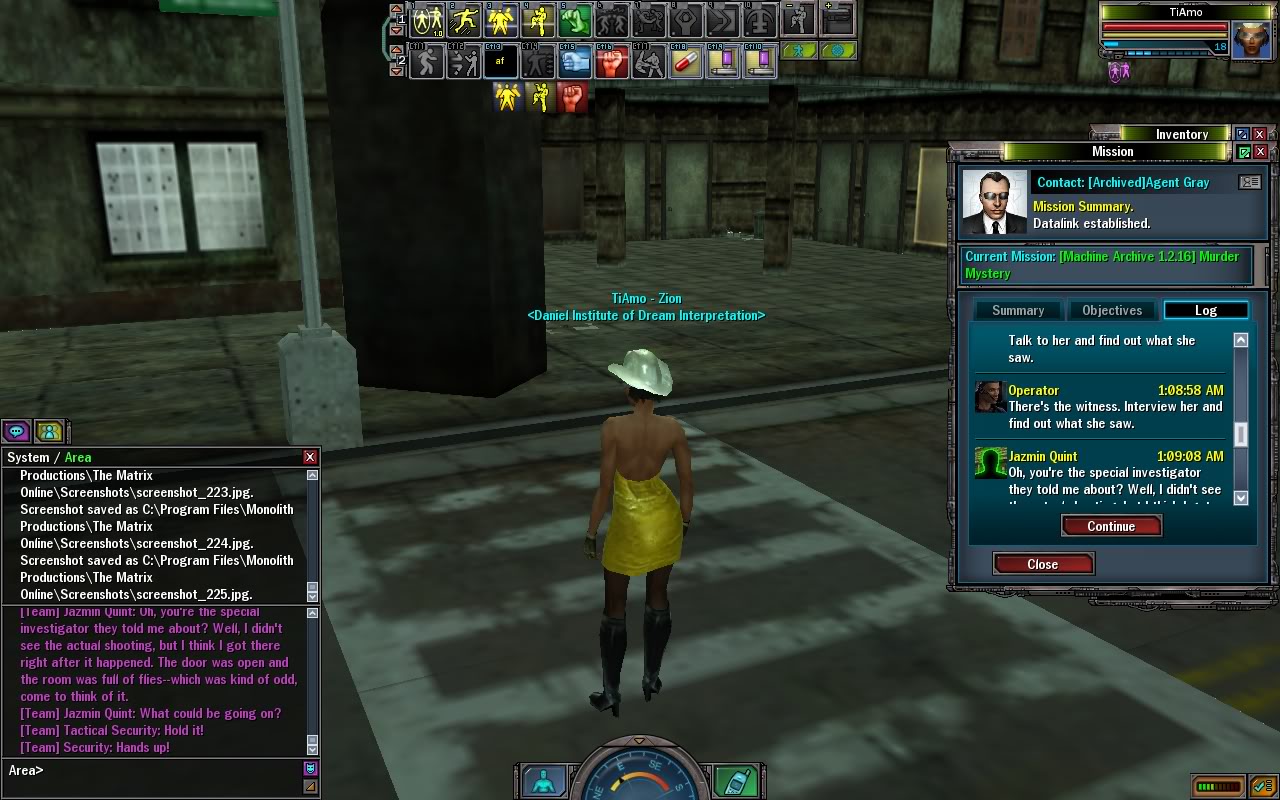 1
2
1.0
af
TiAmo
18
Inventory
Mission
Contact: [Archived]Agent Gray
Mission Summary.
Datalink established.
Current Mission: [Machine Archive 1.2.16] Murder
Mystery
Summary
Objectives
Log
Talk to her and find out what she
saw.
Operator
1:08:58 AM
There's the witness. Interview her and
find out what she saw.
Jazmin Quint
1:09:08 AM
Oh, you're the special investigator
they told me about? Well, I didn't see
Continue
Close
TiAmo - Zion
<Daniel Institute of Dream Interpretation>
System / Area
Productions\The Matrix
Online\Screenshots\screenshot_223.jpg.
Screenshot saved as C:\Program Files\Monolith
Productions\The Matrix
Online\Screenshots\screenshot_224.jpg.
Screenshot saved as C:\Program Files\Monolith
Productions\The Matrix
Online\Screenshots\screenshot_225.jpg.
[Team] Jazmin Quint: Oh, you're the special
investigator they told me about? Well, I didn't
see the actual shooting, but I think I got there
right after it happened. The door was open and
the room was full of flies--which was kind of odd,
come to think of it.
[Team] Jazmin Quint: What could be going on?
[Team] Tactical Security: Hold it!
[Team] Security: Hands up!
Area>
NE
E
SE
S